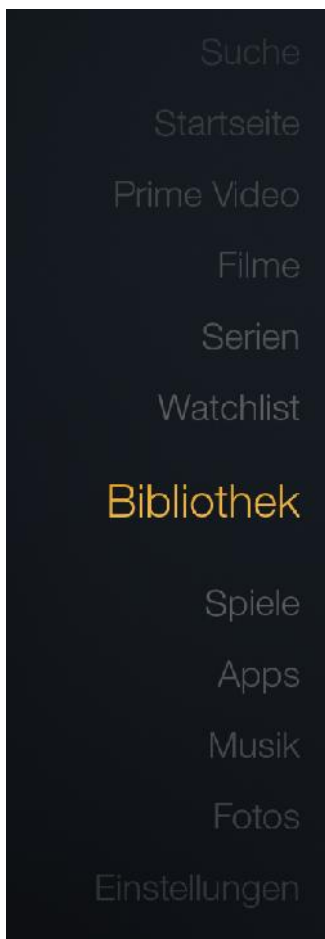 Suche
Startseite
Prime Video
Filme
Serien
Watchlist
Bibliothek
Spiele
Apps
Musik
Fotos
Einstellungen